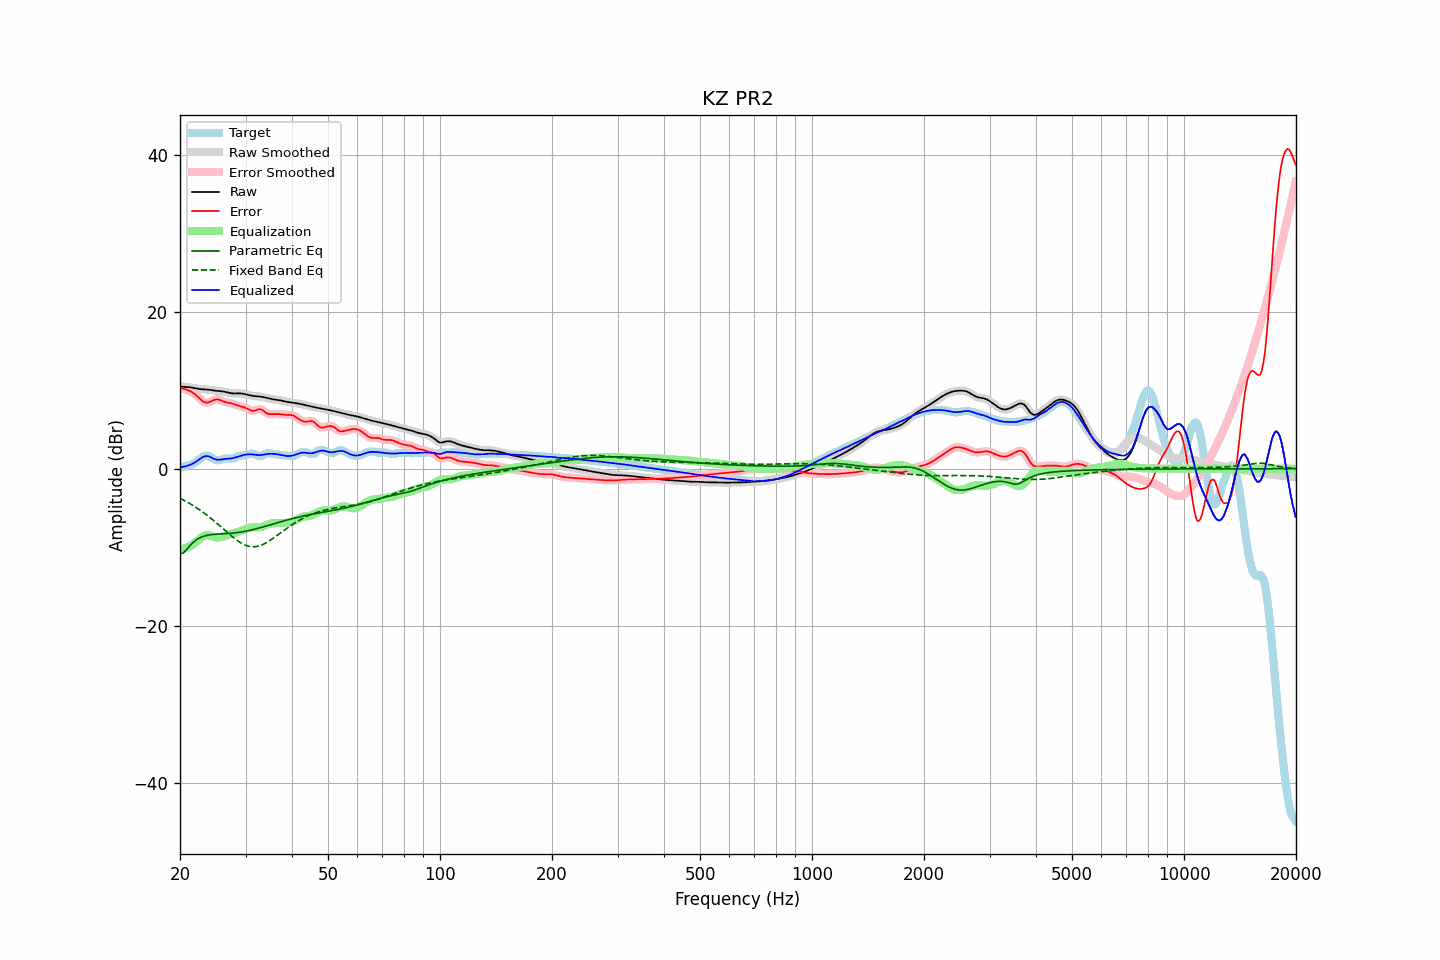 KZ PR2
Target
Raw Smoothed
Error Smoothed
Raw
Error
Equalization
Parametric Eq
Fixed Band Eq
Equalized
40
20
0
−20
−40
Amplitude (dBr)
20 50 100 200 500 1000 2000 5000 10000 20000
Frequency (Hz)